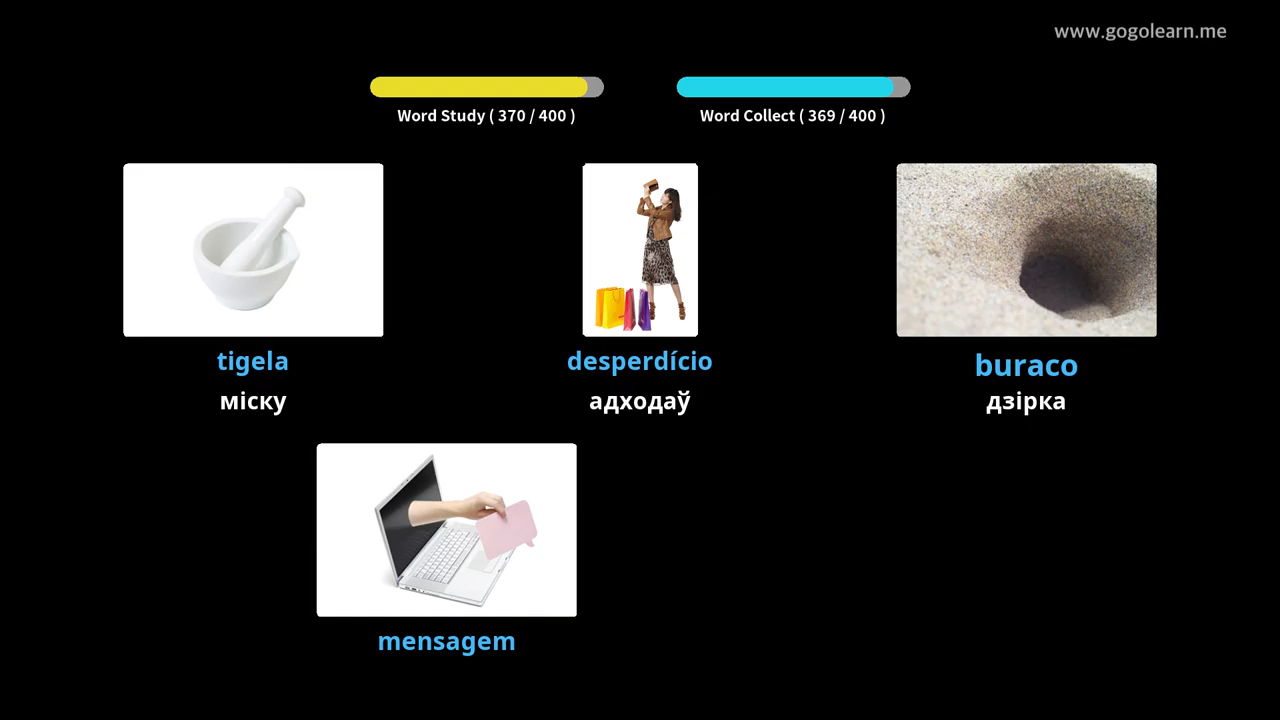 www.gogolearn.me
Word Study ( 370 / 400 )
Word Collect ( 369 / 400 )
tigela
desperdício
buraco
міску
адходаў
дзірка
mensagem